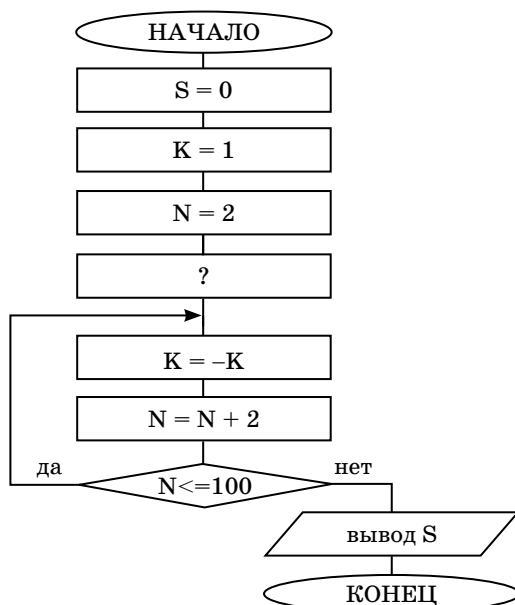 НАЧАЛО
S = 0
K = 1
N = 2
?
K = –K
N = N + 2
да
N<=100
нет
вывод S
КОНЕЦ